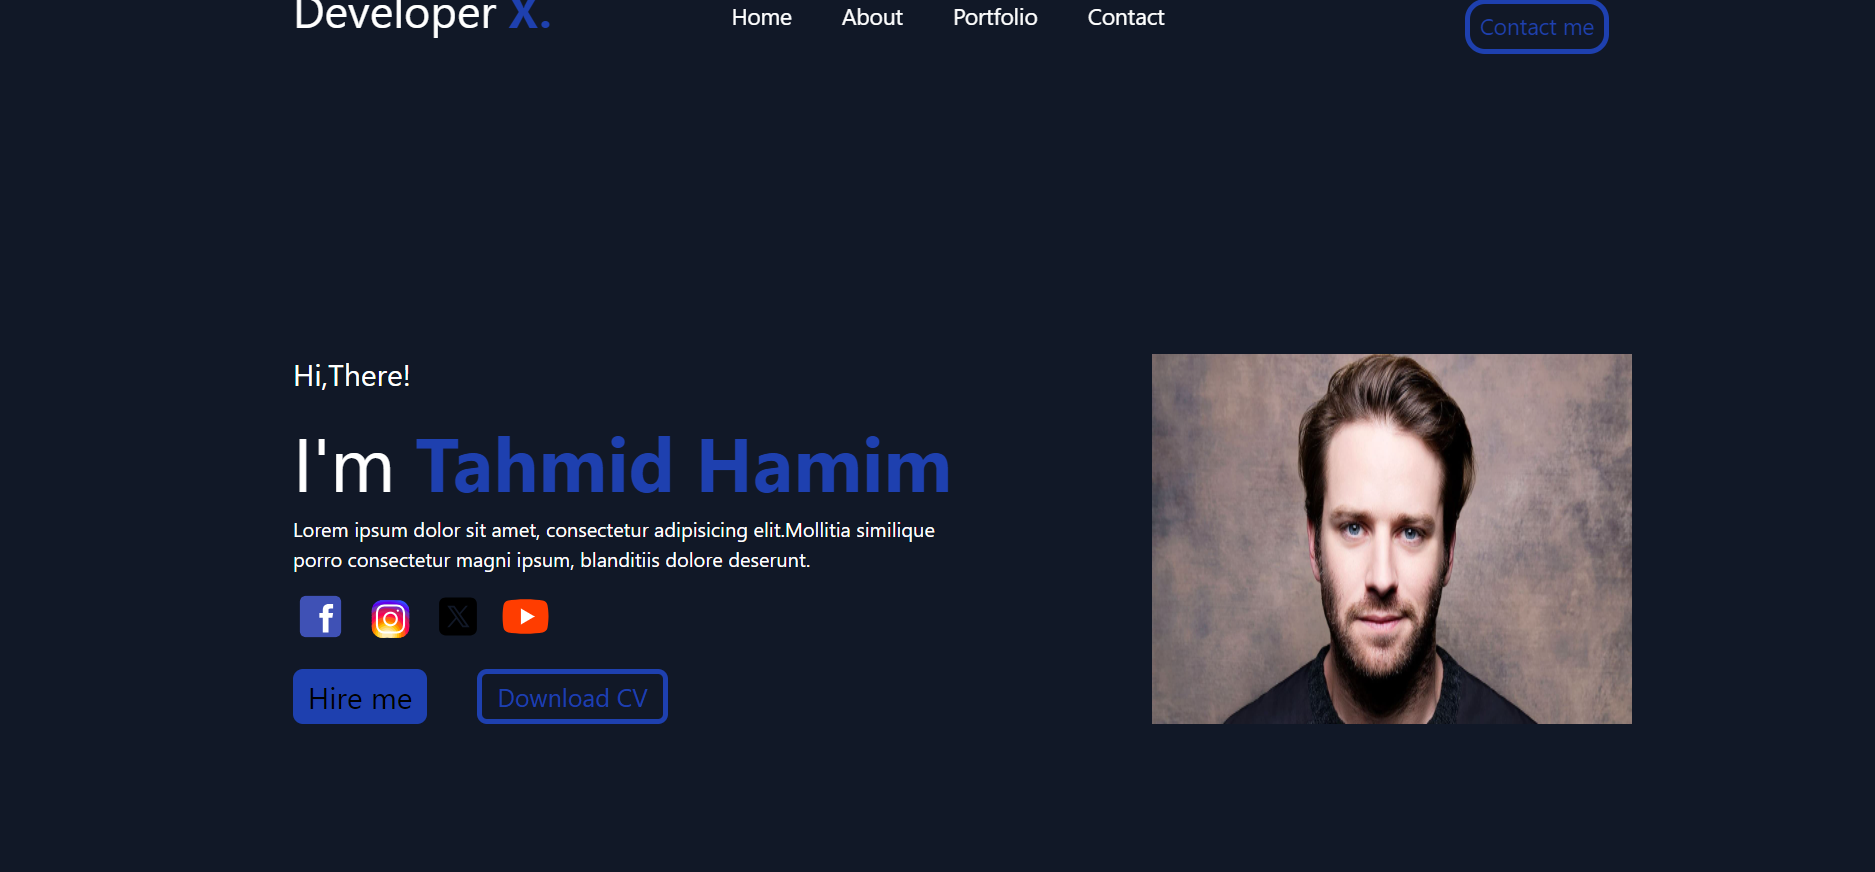 Developer X.
Home About Portfolio Contact
Contact me
Hi,There!
I'm Tahmid Hamim
Lorem ipsum dolor sit amet, consectetur adipisicing elit.Mollitia similique
porro consectetur magni ipsum, blanditiis dolore deserunt.
Hire me
Download CV